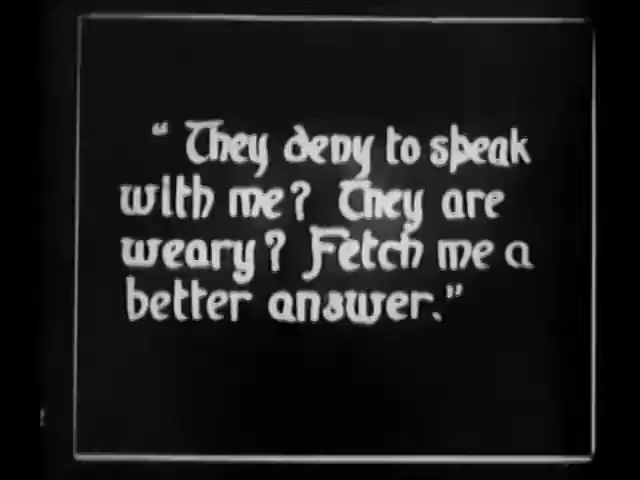 “ They deny to speak
with me? They are
weary? Fetch me a
better answer.”